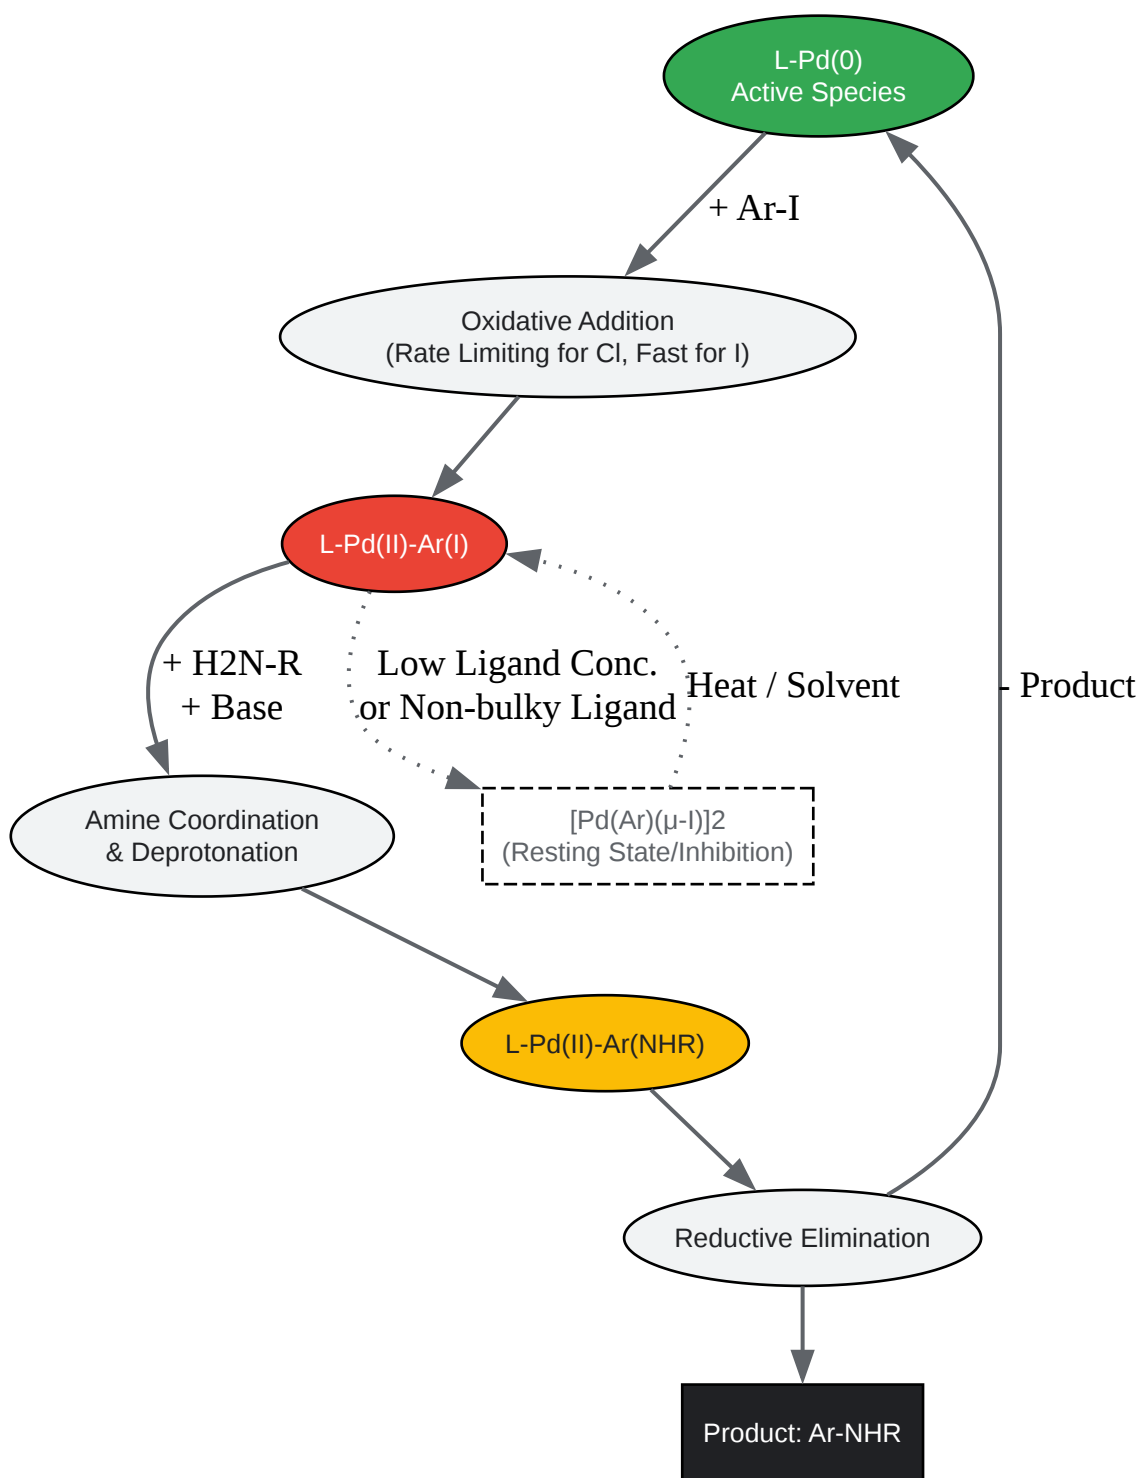 L-Pd(0)
Active Species
+ Ar-I
Oxidative Addition
(Rate Limiting for Cl, Fast for I)
L-Pd(II)-Ar(I)
+ H2N-R
+ Base
Low Ligand Conc.
or Non-bulky Ligand
Heat / Solvent
- Product
Amine Coordination
& Deprotonation
[Pd(Ar)(μ-I)]2
(Resting State/Inhibition)
L-Pd(II)-Ar(NHR)
Reductive Elimination
Product: Ar-NHR